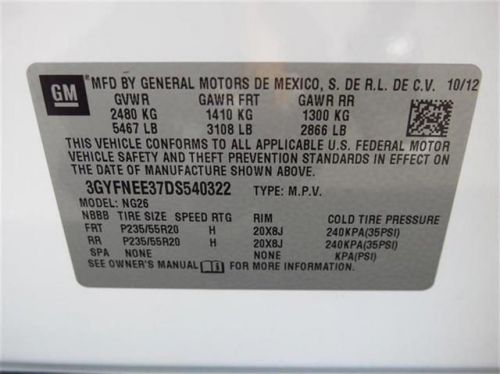 GM
MFD BY GENERAL MOTORS DE MEXICO, S. DE R.L. DE C.V. 10/12
GVWR GAWR FRT GAWR RR
2480 KG 1410 KG 1300 KG
5467 LB 3108 LB 2866 LB
THIS VEHICLE CONFORMS TO ALL APPLICABLE U.S. FEDERAL MOTOR
VEHICLE SAFETY AND THEFT PREVENTION STANDARDS IN EFFECT ON
THE DATE OF MANUFACTURE SHOWN ABOVE.
3GYFNEE37DS540322 TYPE: M.P.V.
MODEL: NG26
NBBB TIRE SIZE SPEED RTG RIM COLD TIRE PRESSURE
FRT P235/55R20 H 20X8J 240KPA(35PSI)
RR P235/55R20 H 20X8J 240KPA(35PSI)
SPA NONE NONE KPA(PSI)
SEE OWNER'S MANUAL FOR MORE INFORMATION.